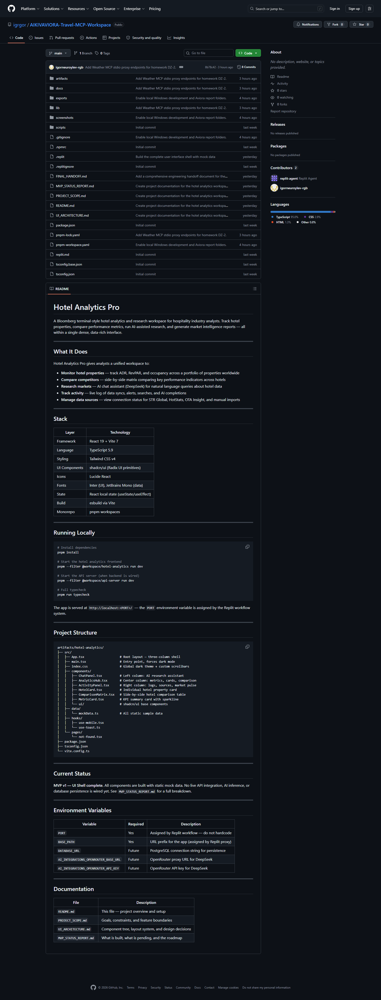 Platform Solutions Resources Open Source Enterprise Pricing Search or jump to... / Sign in Sign up
igrgor / AIKIVAVIORA-Travel-MCP-Workspace Public Notifications Fork 0 Star 0
Code Issues Pull requests Actions Projects Security and quality Insights
main 1 Branch 0 Tags Go to file Code
igorneuroylev-rgb Add Weather MCP stdio proxy endpoints for homework DZ-2. 8b78c42 · 3 hours ago 8 Commits
artifacts Add Weather MCP stdio proxy endpoints for homework DZ-2. 3 hours ago
docs Add Weather MCP stdio proxy endpoints for homework DZ-2. 3 hours ago
exports Enable local Windows development and Aviora report folders. 4 hours ago
lib Add Weather MCP stdio proxy endpoints for homework DZ-2. 3 hours ago
screenshots Enable local Windows development and Aviora report folders. 4 hours ago
scripts Initial commit last week
.gitignore Enable local Windows development and Aviora report folders. 4 hours ago
.npmrc Initial commit last week
.replit Build the complete user interface shell with mock data yesterday
.replitignore Initial commit last week
FINAL_HANDOFF.md Add a comprehensive engineering handoff document for the... yesterday
MVP_STATUS_REPORT.md Create project documentation for the hotel analytics workspa... yesterday
PROJECT_SCOPE.md Create project documentation for the hotel analytics workspa... yesterday
README.md Create project documentation for the hotel analytics workspa... yesterday
UI_ARCHITECTURE.md Create project documentation for the hotel analytics workspa... yesterday
package.json Initial commit last week
pnpm-lock.yaml Add Weather MCP stdio proxy endpoints for homework DZ-2. 3 hours ago
pnpm-workspace.yaml Enable local Windows development and Aviora report folders. 4 hours ago
replit.md Initial commit last week
tsconfig.base.json Initial commit last week
tsconfig.json Initial commit last week
About
No description, website, or topics
provided.
Readme
Activity
0 stars
0 watching
0 forks
Report repository
Releases
No releases published
Packages
No packages published
Contributors 2
replit-agent Replit Agent
igorneuroylev-rgb
Languages
TypeScript 95.0% CSS 2.9%
HTML 1.3% Other 0.8%
README
Hotel Analytics Pro
A Bloomberg terminal-style hotel analytics and research workspace for hospitality industry analysts. Track hotel
properties, compare performance metrics, run AI-assisted research, and generate market intelligence reports — all
within a single dense, data-rich interface.
What It Does
Hotel Analytics Pro gives analysts a unified workspace to:
• Monitor hotel properties — track ADR, RevPAR, and occupancy across a portfolio of properties worldwide
• Compare competitors — side-by-side matrix comparing key performance indicators across hotels
• Research markets — AI chat assistant (DeepSeek) for natural language queries about hotel data
• Track activity — live log of data syncs, alerts, searches, and AI completions
• Manage data sources — view connection status for STR Global, HotStats, OTA Insight, and manual imports
Stack
Layer Technology
Framework React 19 + Vite 7
Language TypeScript 5.9
Styling Tailwind CSS v4
UI Components shadcn/ui (Radix UI primitives)
Icons Lucide React
Fonts Inter (UI), JetBrains Mono (data)
State React local state (useState/useEffect)
Build esbuild via Vite
Monorepo pnpm workspaces
Running Locally
# Install dependencies
pnpm install
# Start the hotel analytics frontend
pnpm --filter @workspace/hotel-analytics run dev
# Start the API server (when backend is wired)
pnpm --filter @workspace/api-server run dev
# Full typecheck
pnpm run typecheck
The app is served at http://localhost:<PORT>/ — the PORT environment variable is assigned by the Replit workflow
system.
Project Structure
artifacts/hotel-analytics/
├── src/
│   ├── App.tsx # Root layout — three-column shell
│   ├── main.tsx # Entry point, forces dark mode
│   ├── index.css # Global dark theme + custom scrollbars
│   ├── components/
│   │   ├── ChatPanel.tsx # Left column: AI research assistant
│   │   ├── AnalyticsHub.tsx # Center column: metrics, cards, comparison
│   │   ├── ActivityPanel.tsx # Right column: logs, sources, market pulse
│   │   ├── HotelCard.tsx # Individual hotel property card
│   │   ├── ComparisonMatrix.tsx # Side-by-side hotel comparison table
│   │   ├── MetricCard.tsx # KPI summary card with sparkline
│   │   └── ui/ # shadcn/ui base components
│   ├── data/
│   │   └── mockData.ts # All static sample data
│   ├── hooks/
│   │   ├── use-mobile.tsx
│   │   └── use-toast.ts
│   └── pages/
│       └── not-found.tsx
├── package.json
├── tsconfig.json
└── vite.config.ts
Current Status
MVP v1 — UI Shell complete. All components are built with static mock data. No live API integration, AI inference, or
database persistence is wired yet. See MVP_STATUS_REPORT.md for a full breakdown.
Environment Variables
Variable Required Description
PORT Yes Assigned by Replit workflow — do not hardcode
BASE_PATH Yes URL prefix for the app (assigned by Replit proxy)
DATABASE_URL Future PostgreSQL connection string for persistence
AI_INTEGRATIONS_OPENROUTER_BASE_URL Future OpenRouter proxy URL for DeepSeek
AI_INTEGRATIONS_OPENROUTER_API_KEY Future OpenRouter API key for DeepSeek
Documentation
File Description
README.md This file — project overview and setup
PROJECT_SCOPE.md Goals, constraints, and feature boundaries
UI_ARCHITECTURE.md Component tree, layout system, and design decisions
MVP_STATUS_REPORT.md What is built, what is pending, and the roadmap
© 2026 GitHub, Inc. Terms Privacy Security Status Community Docs Contact Manage cookies Do not share my personal information